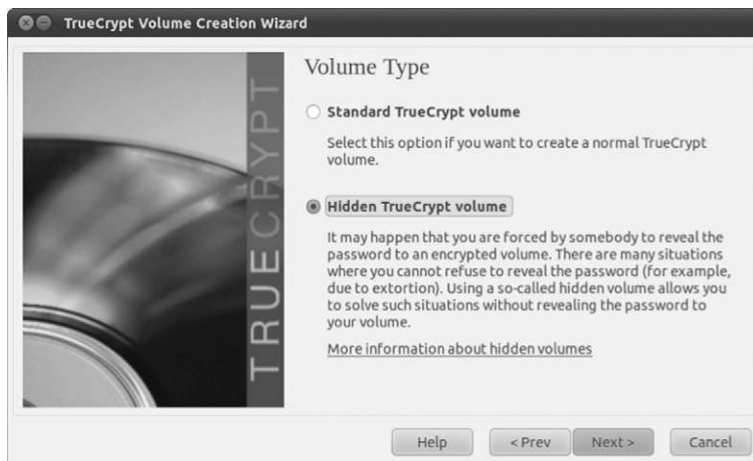 TrueCrypt Volume Creation Wizard
TRUECRYPT
Volume Type
Standard TrueCrypt volume
Select this option if you want to create a normal TrueCrypt
volume.
Hidden TrueCrypt volume
It may happen that you are forced by somebody to reveal the
password to an encrypted volume. There are many situations
where you cannot refuse to reveal the password (for example,
due to extortion). Using a so-called hidden volume allows you
to solve such situations without revealing the password to
your volume.
More information about hidden volumes
Help
< Prev
Next >
Cancel